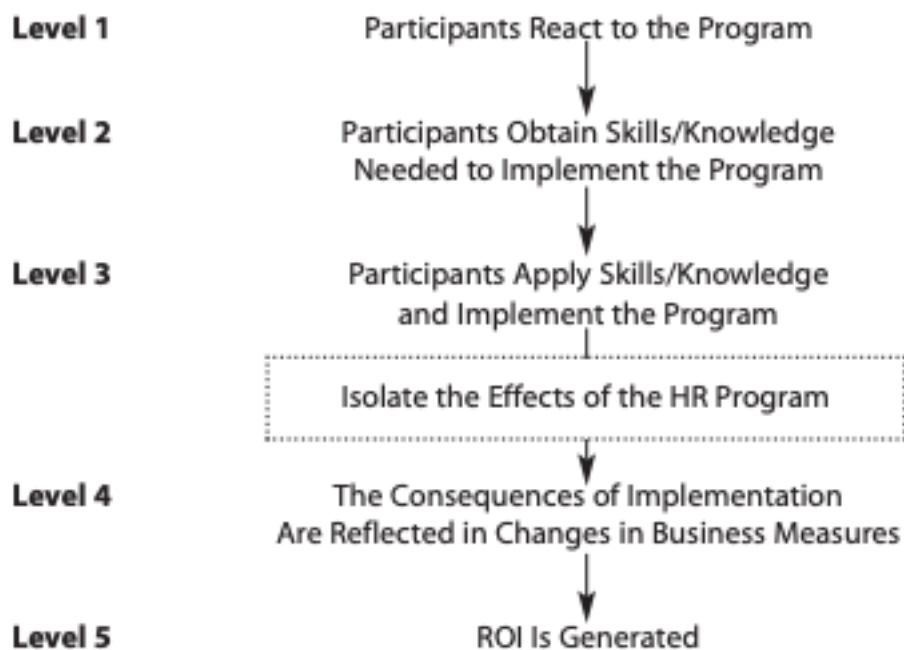 Level 1 Participants React to the Program
Level 2 Participants Obtain Skills/Knowledge
Needed to Implement the Program
Level 3 Participants Apply Skills/Knowledge
and Implement the Program
Isolate the Effects of the HR Program
Level 4 The Consequences of Implementation
Are Reflected in Changes in Business Measures
Level 5 ROI Is Generated